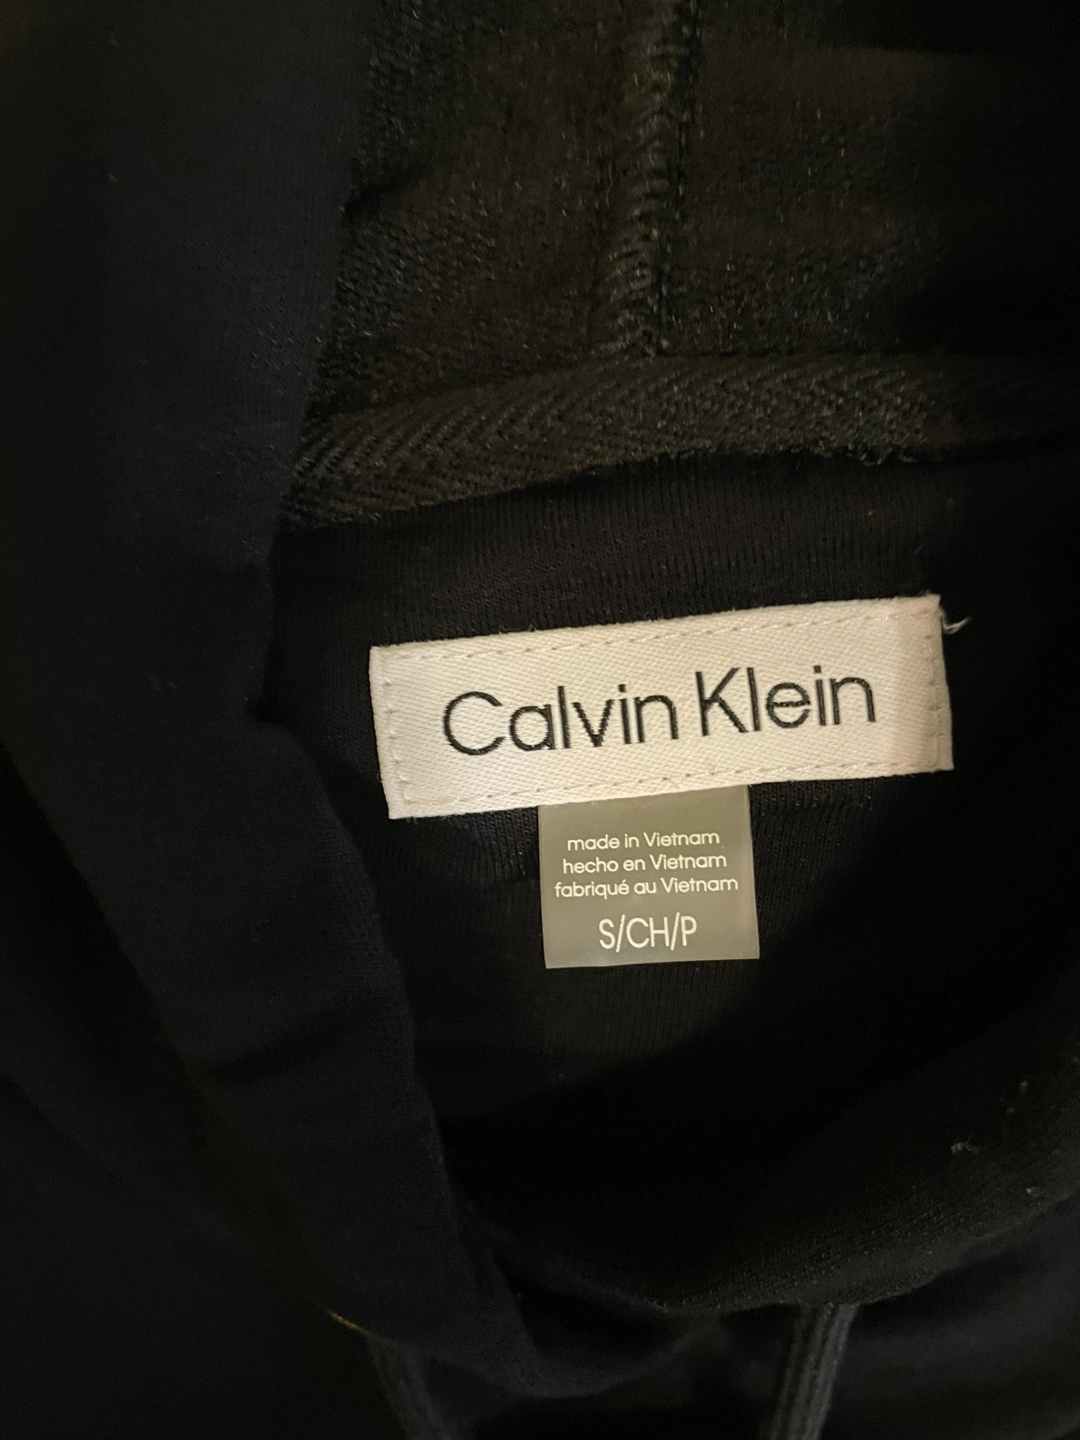 Calvin Klein
made in Vietnam
hecho en Vietnam
fabriqué au Vietnam
S/CH/P